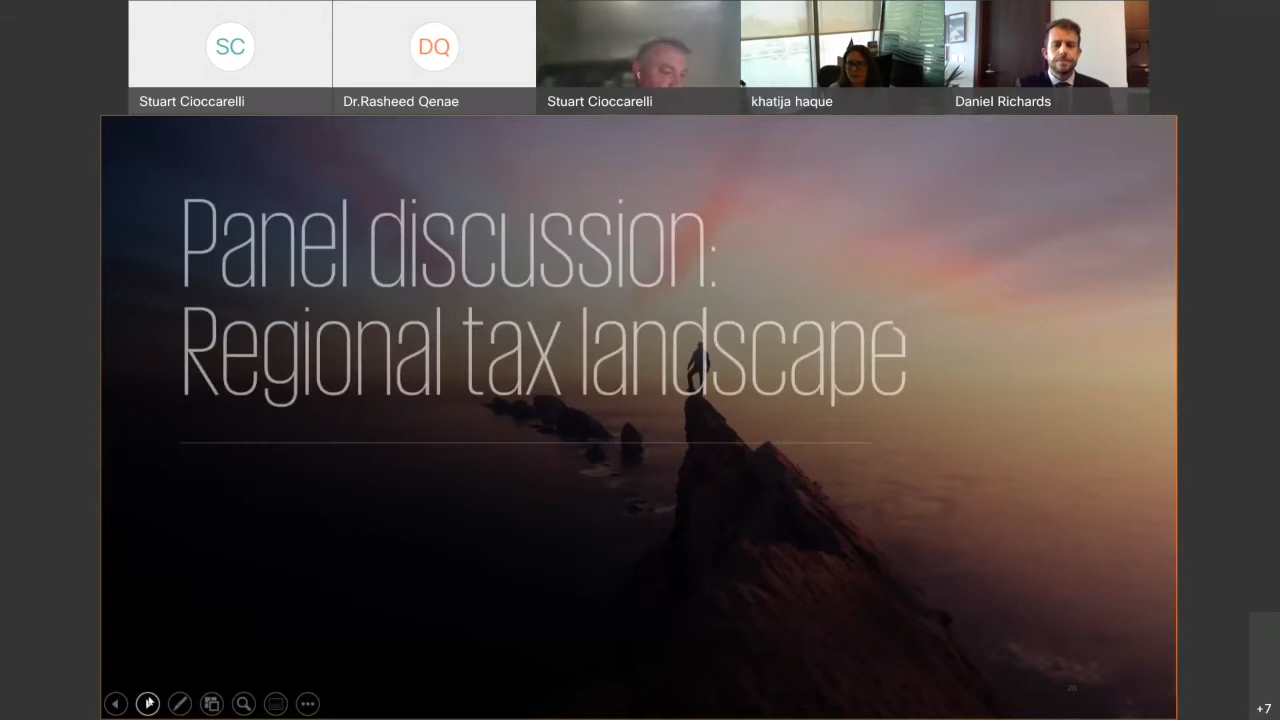 SC
DQ
Stuart Cioccarelli
Dr.Rasheed Qenae
Stuart Cioccarelli
khatija haque
Daniel Richards
Panel discussion:
Regional tax landscape
+7